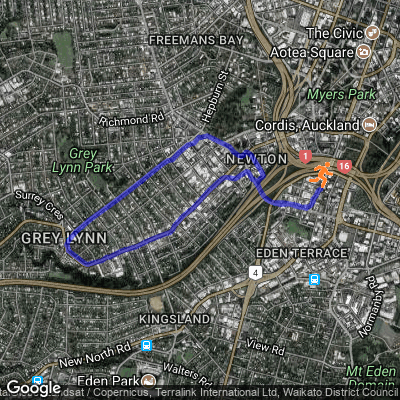 The Civic
Aotea Square
FREEMANS BAY
Hepburn St
Myers Park
Richmond Rd
Cordis, Auckland
1
NEWTON
16
Grey
Lynn Park
Surrey Cres
GREY LYNN
EDEN TERRACE
4
Normanby Rd
KINGSLAND
New North Rd
View Rd
Walters Rd
Mt Eden
Domain
Eden Park
Google
/ Copernicus, Terralink International Ltd, Waikato District Council